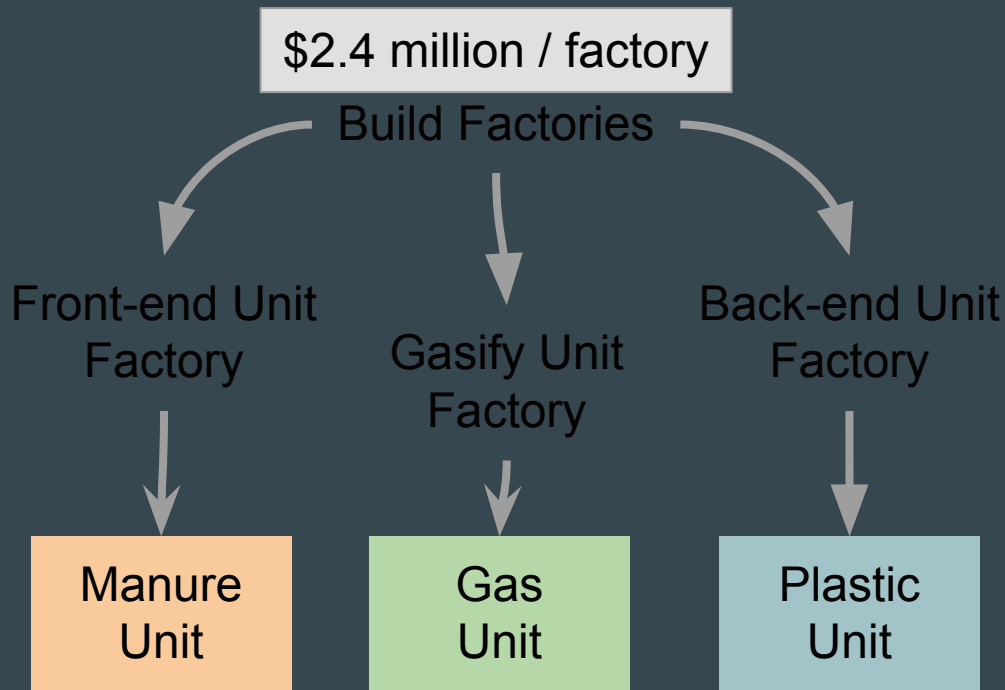 $2.4 million / factory
Build Factories
Front-end Unit
Factory
Gasify Unit
Factory
Back-end Unit
Factory
Manure
Unit
Gas
Unit
Plastic
Unit